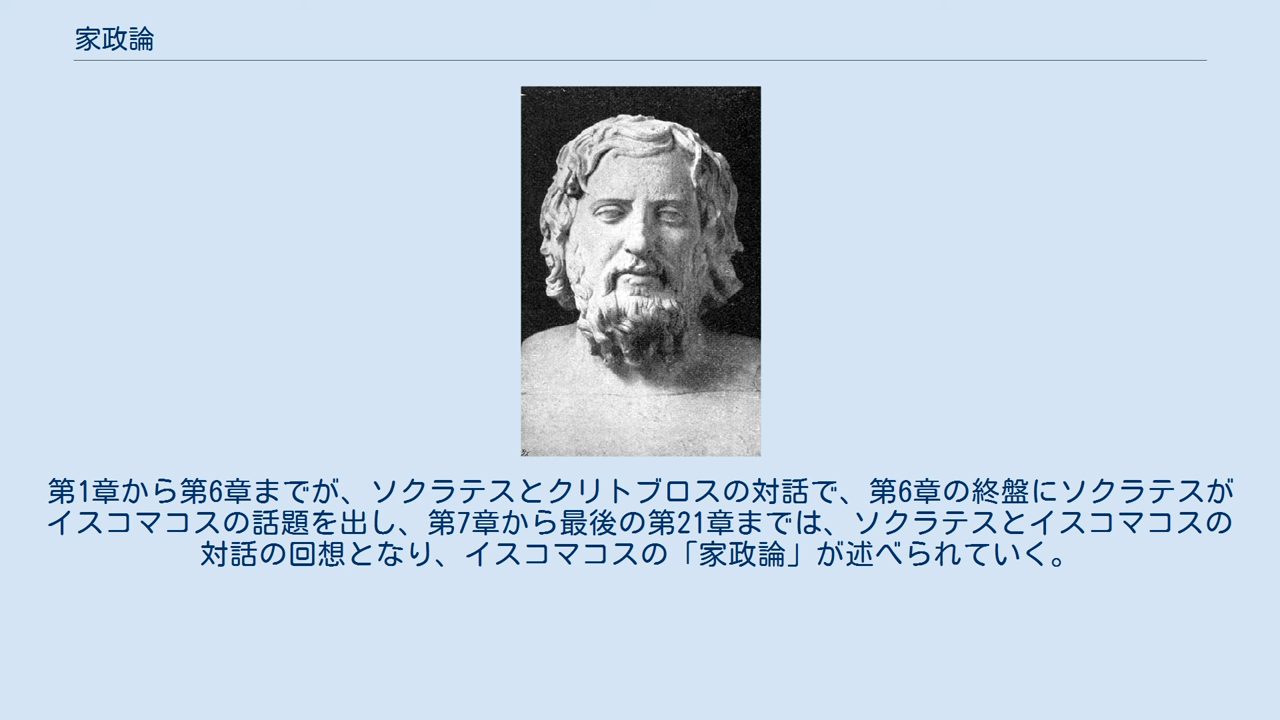 家政論
第1章から第6章までが、ソクラテスとクリトブロスの対話で、第6章の終盤にソクラテスが
イスコマコスの話題を出し、第7章から最後の第21章までは、ソクラテスとイスコマコスの
対話の回想となり、イスコマコスの「家政論」が述べられていく。